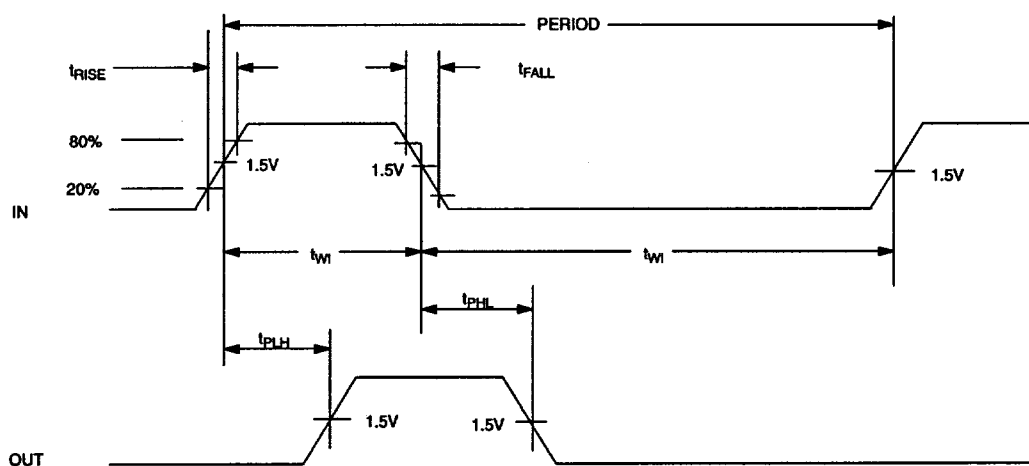 PERIOD
tRISE
tFALL
80%
1.5V
1.5V
20%
1.5V
IN
tWI
tWI
tPHL
tPLH
1.5V
1.5V
OUT